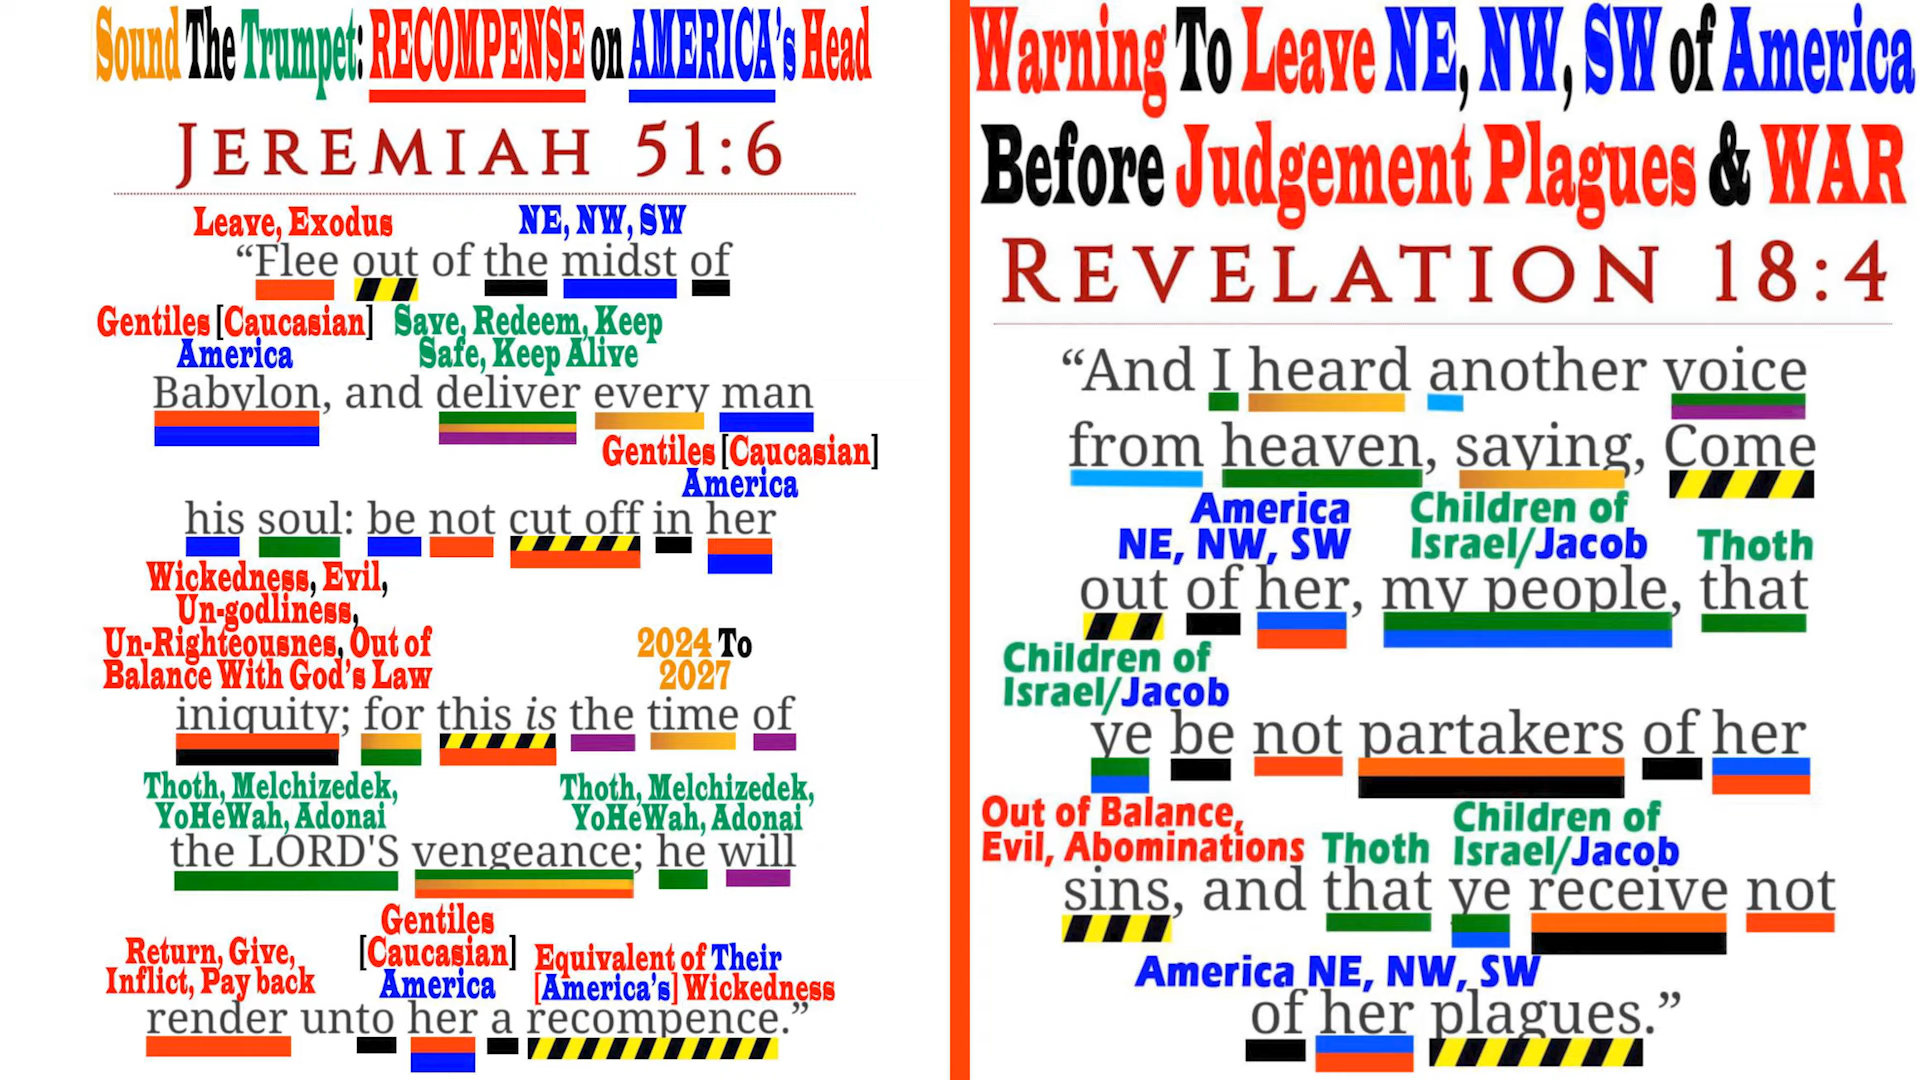 Sound The Trumpet: RECOMPENSE on AMERICA's Head
JEREMIAH 51:6
Leave, Exodus NE, NW, SW
“Flee out of the midst of
Gentiles [Caucasian] Save, Redeem, Keep
America Safe, Keep Alive
Babylon, and deliver every man
Gentiles [Caucasian]
America
his soul: be not cut off in her
Wickedness, Evil,
Un-godliness,
Un-Righteousnes, Out of 2024 To
Balance With God's Law 2027
iniquity; for this is the time of
Thoth, Melchizedek, Thoth, Melchizedek,
YoHeWah, Adonai YoHeWah, Adonai
the LORD'S vengeance; he will
Gentiles
Return, Give, [Caucasian] Equivalent of Their
Inflict, Pay back America [America's] Wickedness
render unto her a recompence.”
Warning To Leave NE, NW, SW of America
Before Judgement Plagues & WAR
REVELATION 18:4
“And I heard another voice
from heaven, saying, Come
America Children of
NE, NW, SW Israel/Jacob Thoth
out of her, my people, that
Children of
Israel/Jacob
ye be not partakers of her
Out of Balance, Children of
Evil, Abominations Thoth Israel/Jacob
sins, and that ye receive not
America NE, NW, SW
of her plagues.”